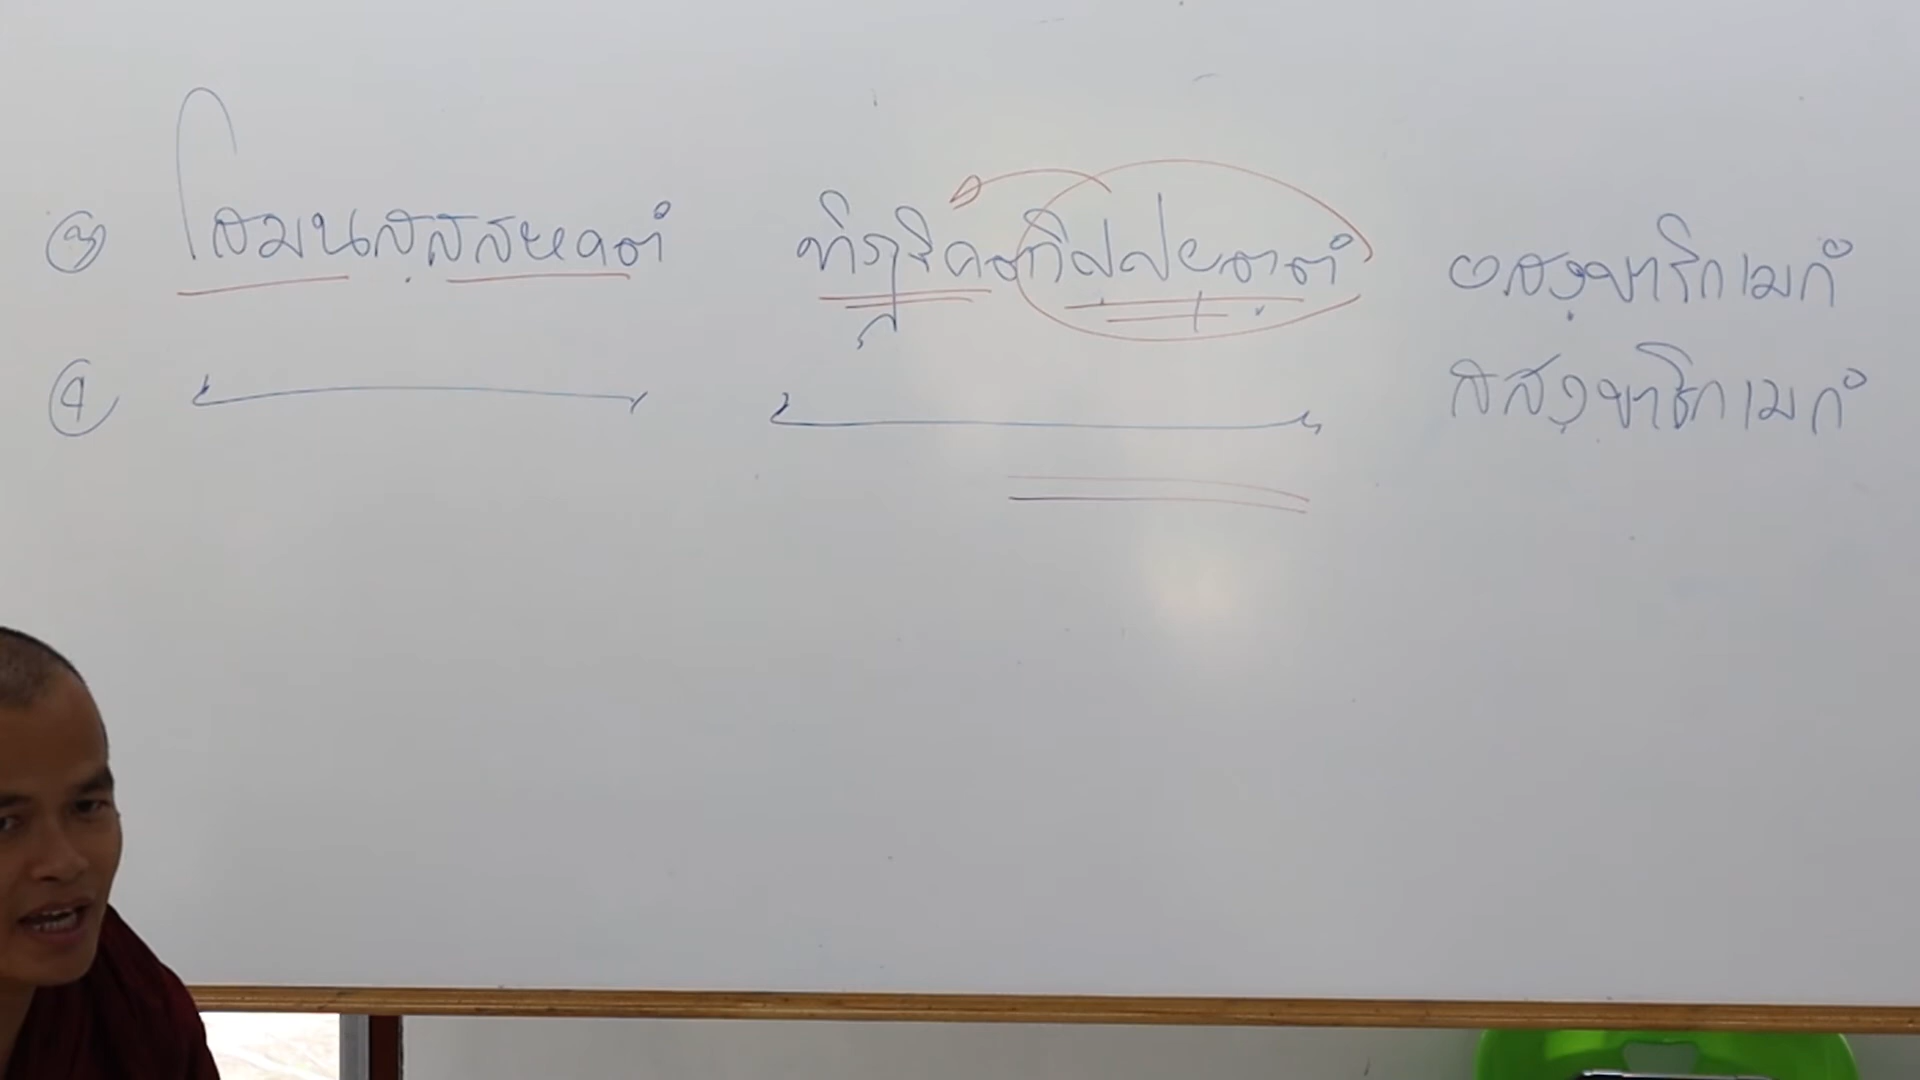 ๓ โสมนสฺสสหคตํ ทิฏฺฐิคตวิปฺปยุตฺตํ อสงฺขาริกเมกํ
๔ สสงฺขาริกเมกํ